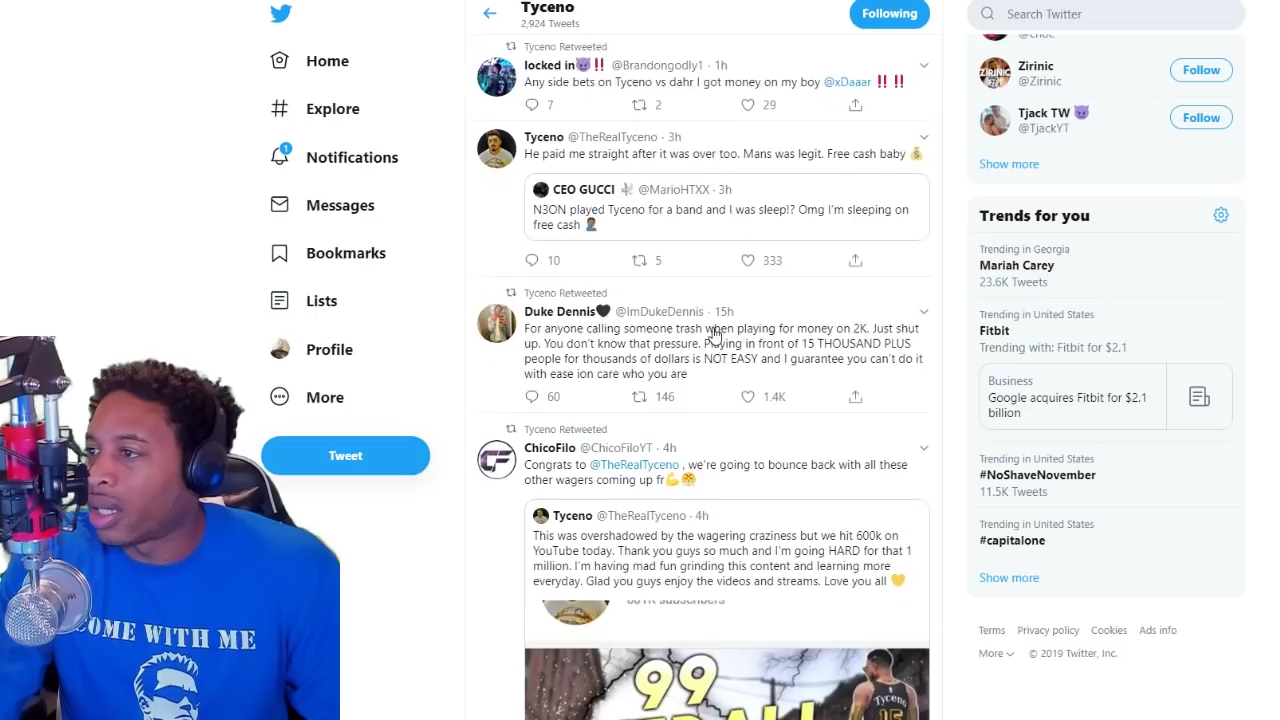 Tyceno
2,924 Tweets
Following
Search Twitter
Home
Explore
1
Notifications
Messages
Bookmarks
Lists
Profile
More
Tweet
Tyceno Retweeted
locked in😈‼️ @Brandongodly1 · 1h
Any side bets on Tyceno vs dahr I got money on my boy @xDaaar ‼️ ‼️
7 2 29
Tyceno @TheRealTyceno · 3h
He paid me straight after it was over too. Mans was legit. Free cash baby 💰
CEO GUCCI @MarioHTXX · 3h
N3ON played Tyceno for a band and I was sleep!? Omg I'm sleeping on
free cash 🤦🏾‍♂️
10 5 333
Tyceno Retweeted
Duke Dennis🖤 @ImDukeDennis · 15h
For anyone calling someone trash when playing for money on 2K. Just shut
up. You don't know that pressure. Playing in front of 15 THOUSAND PLUS
people for thousands of dollars is NOT EASY and I guarantee you can't do it
with ease ion care who you are
60 146 1.4K
Tyceno Retweeted
ChicoFilo @ChicoFiloYT · 4h
Congrats to @TheRealTyceno , we're going to bounce back with all these
other wagers coming up fr💪😤
Tyceno @TheRealTyceno · 4h
This was overshadowed by the wagering craziness but we hit 600k on
YouTube today. Thank you guys so much and I'm going HARD for that 1
million. I'm having mad fun grinding this content and learning more
everyday. Glad you guys enjoy the videos and streams. Love you all 💛
subscribers
99
Tyceno
15
Zirinic
@Zirinic
Follow
Tjack TW 😈
@TjackYT
Follow
Show more
Trends for you
Trending in Georgia
Mariah Carey
23.6K Tweets
Trending in United States
Fitbit
Trending with: Fitbit for $2.1
Business
Google acquires Fitbit for $2.1
billion
Trending in United States
#NoShaveNovember
11.5K Tweets
Trending in United States
#capitalone
Show more
Terms Privacy policy Cookies Ads info
More © 2019 Twitter, Inc.
COME WITH ME